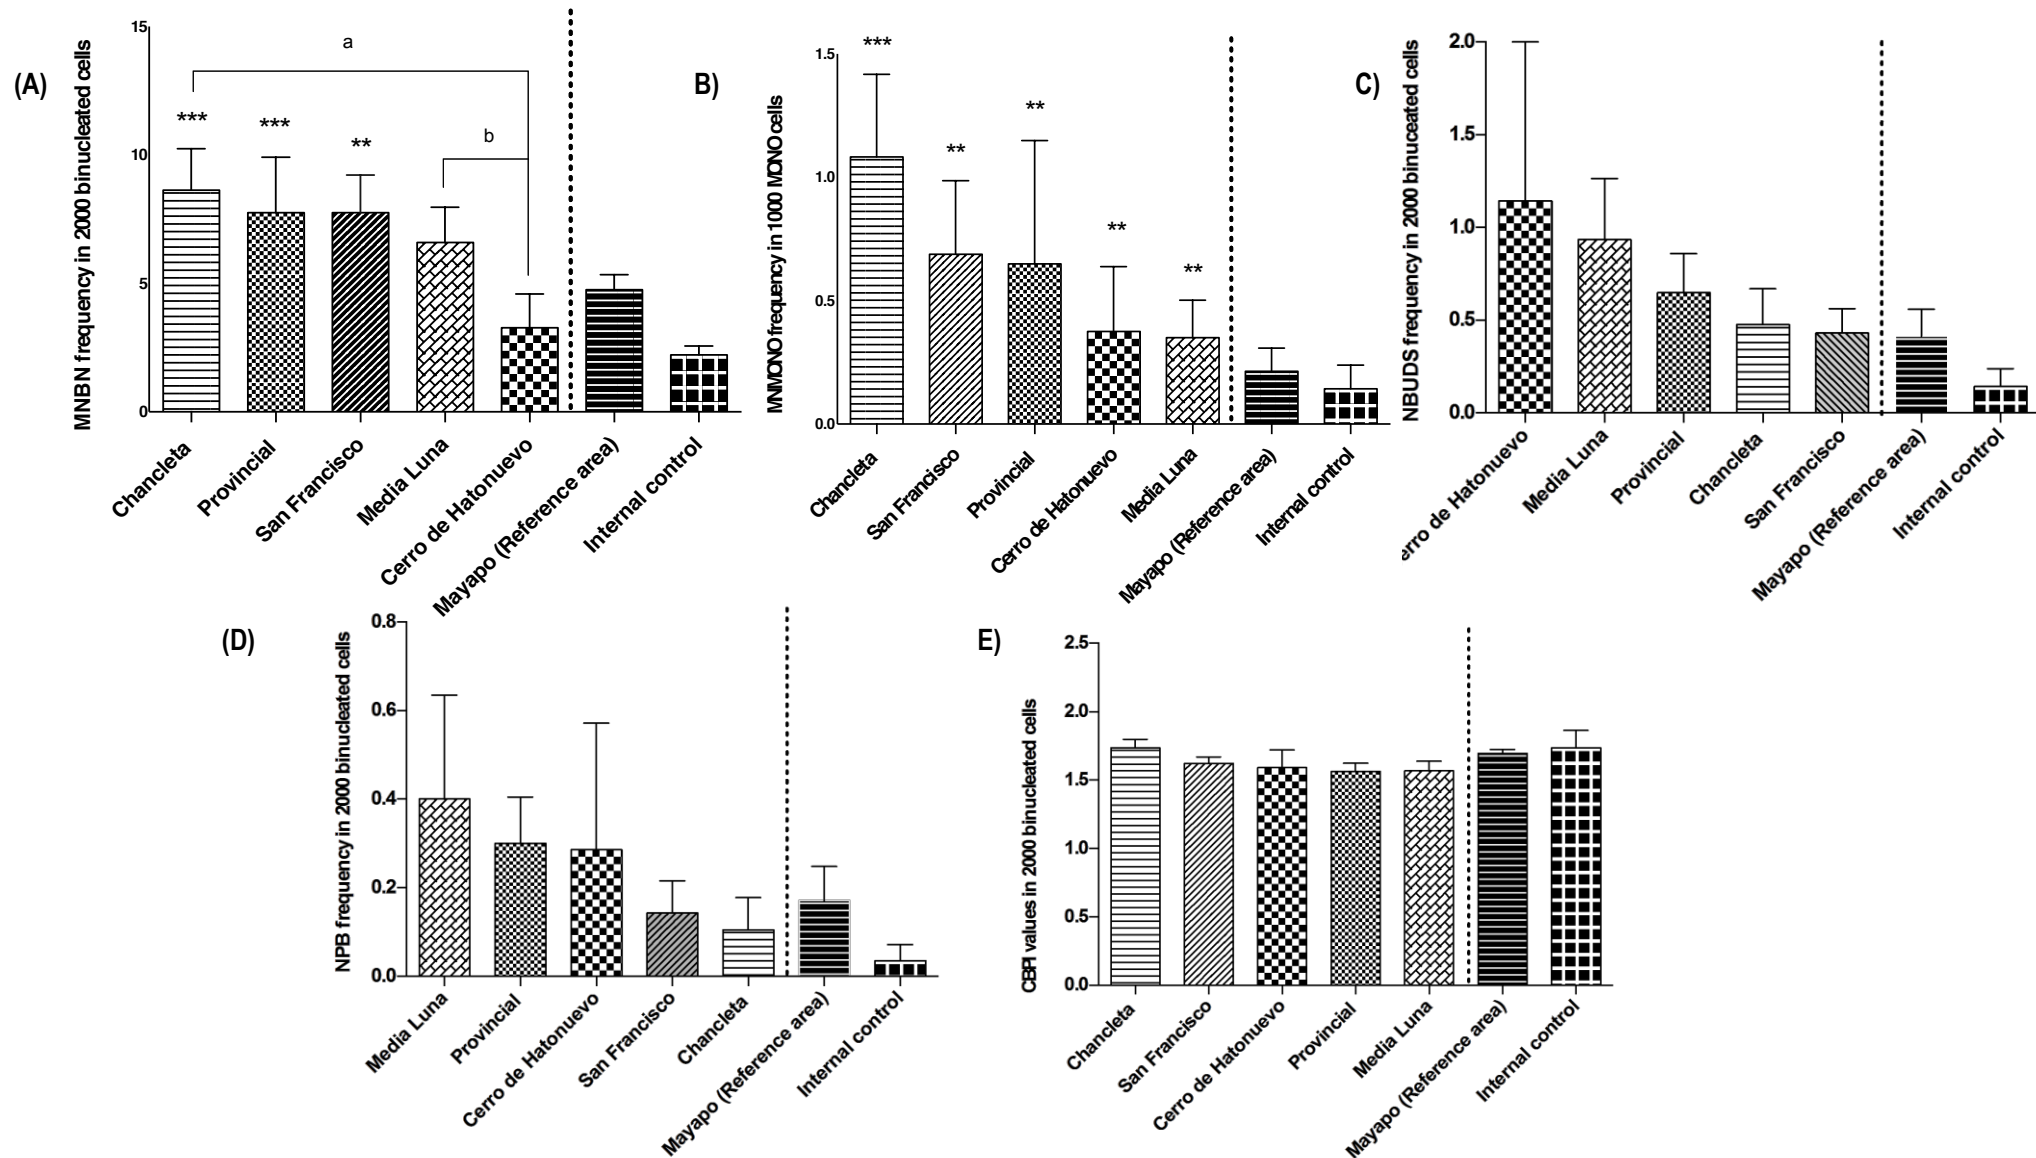 (A)
MNBN frequency in 2000 binucleated cells
15
10
5
0
a
b
***
***
**
Chancleta
Provincial
San Francisco
Media Luna
Cerro de Hatonuevo
Mayapo (Reference area)
Internal control
B)
MNMONO frequency in 1000 MONO cells
1.5
1.0
0.5
0.0
***
**
**
**
**
Chancleta
San Francisco
Provincial
Cerro de Hatonuevo
Media Luna
Mayapo (Reference area)
Internal control
C)
NBUDS frequency in 2000 binuceated cells
2.0
1.5
1.0
0.5
0.0
erro de Hatonuevo
Media Luna
Provincial
Chancleta
San Francisco
Mayapo (Reference area)
Internal control
(D)
NPB frequency in 2000 binucleated cells
0.8
0.6
0.4
0.2
0.0
Media Luna
Provincial
Cerro de Hatonuevo
San Francisco
Chancleta
Mayapo (Reference area)
Internal control
E)
CBPI values in 2000 binucleated cells
2.5
2.0
1.5
1.0
0.5
0.0
Chancleta
San Francisco
Cerro de Hatonuevo
Provincial
Media Luna
Mayapo (Reference area)
Internal control